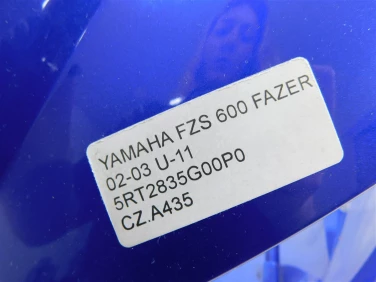 YAMAHA FZS 600 FAZER
02-03 U-11
5RT2835G00P0
CZ.A435